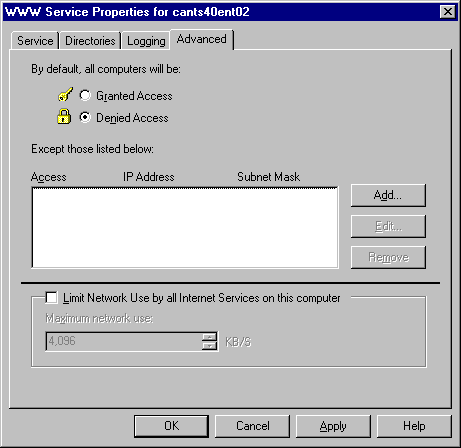 WWW Service Properties for cants40ent02
Service Directories Logging Advanced
By default, all computers will be:
Granted Access
Denied Access
Except those listed below:
Access IP Address Subnet Mask
Add...
Edit...
Remove
Limit Network Use by all Internet Services on this computer
Maximum network use:
4,096 KB/S
OK Cancel Apply Help